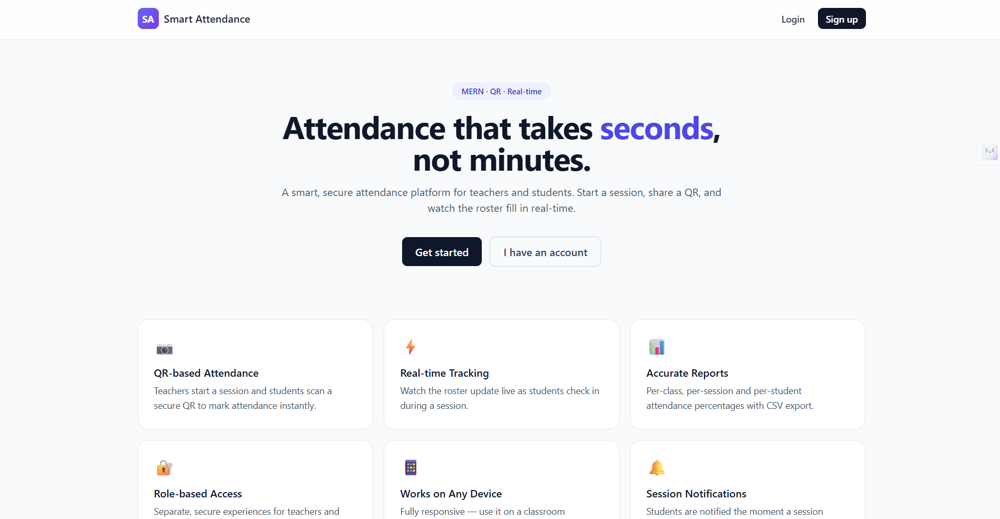 SA Smart Attendance
Login
Sign up
MERN · QR · Real-time
Attendance that takes seconds,
not minutes.
A smart, secure attendance platform for teachers and students. Start a session, share a QR, and
watch the roster fill in real-time.
Get started
I have an account
QR-based Attendance
Teachers start a session and students scan a
secure QR to mark attendance instantly.
Real-time Tracking
Watch the roster update live as students check in
during a session.
Accurate Reports
Per-class, per-session and per-student
attendance percentages with CSV export.
Role-based Access
Separate, secure experiences for teachers and
Works on Any Device
Fully responsive — use it on a classroom
Session Notifications
Students are notified the moment a session